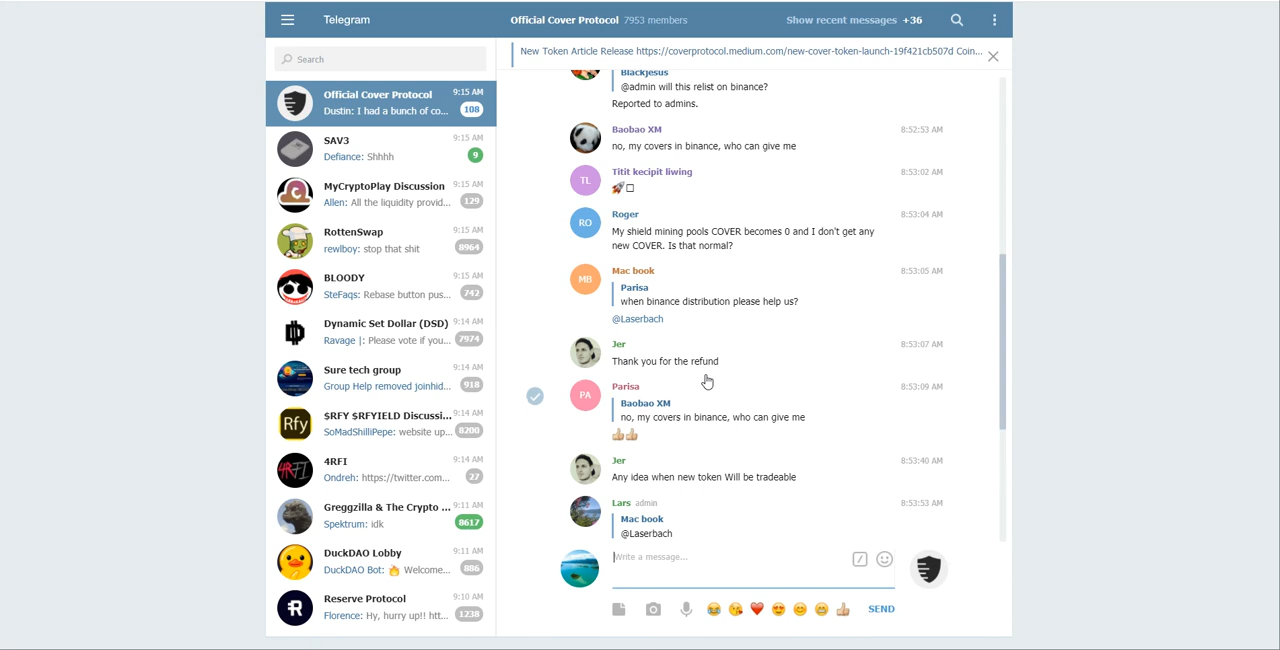 Telegram
Official Cover Protocol 7953 members
Show recent messages +36
Search
Official Cover Protocol 9:15 AM
Dustin: I had a bunch of co... 108
SAV3 9:15 AM
Defiance: Shhhh 9
MyCryptoPlay Discussion 9:15 AM
Allen: All the liquidity provid... 129
RottenSwap 9:15 AM
rewlboy: stop that shit 8964
BLOODY 9:15 AM
SteFaqs: Rebase button pus... 742
Dynamic Set Dollar (DSD) 9:14 AM
Ravage |: Please vote if you... 7974
Sure tech group 9:14 AM
Group Help removed joinhid... 918
Rfy
$RFY $RFYIELD Discussi... 9:14 AM
SoMadShilliPepe: website up... 8200
4RFI
4RFI 9:14 AM
Ondreh: https://twitter.com... 27
Greggzilla & The Crypto ... 9:11 AM
Spektrum: idk 8617
DuckDAO Lobby 9:11 AM
DuckDAO Bot: 🔥 Welcome... 886
Reserve Protocol 9:10 AM
Florence: Hy, hurry up!! htt... 1238
New Token Article Release https://coverprotocol.medium.com/new-cover-token-launch-19f421cb507d Coin...
Blackjesus
@admin will this relist on binance?
Reported to admins.
Baobao XM 8:52:53 AM
no, my covers in binance, who can give me
TL
Titit kecipit liwing 8:53:02 AM
🚀□
RO
Roger 8:53:04 AM
My shield mining pools COVER becomes 0 and I don't get any
new COVER. Is that normal?
MB
Mac book 8:53:05 AM
Parisa
when binance distribution please help us?
@Laserbach
Jer 8:53:07 AM
Thank you for the refund
PA
Parisa 8:53:09 AM
Baobao XM
no, my covers in binance, who can give me
👍🏼👍🏼
Jer 8:53:40 AM
Any idea when new token Will be tradeable
Lars admin 8:53:53 AM
Mac book
@Laserbach
Write a message...
SEND